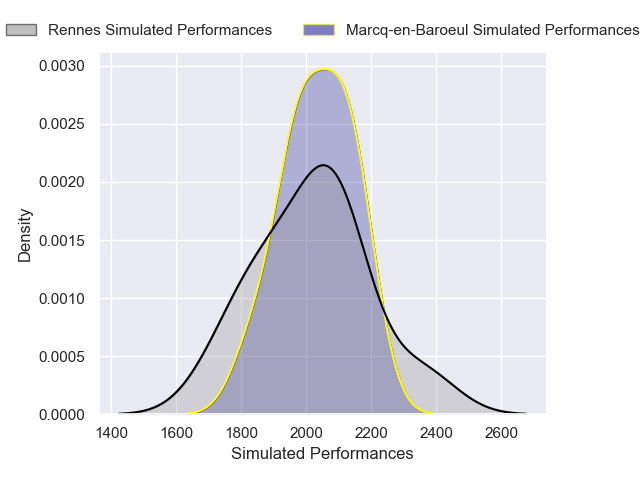 Rennes Simulated Performances
Marcq-en-Baroeul Simulated Performances
0.0030
0.0025
0.0020
0.0015
0.0010
0.0005
0.0000
Density
1400 1600 1800 2000 2200 2400 2600
Simulated Performances